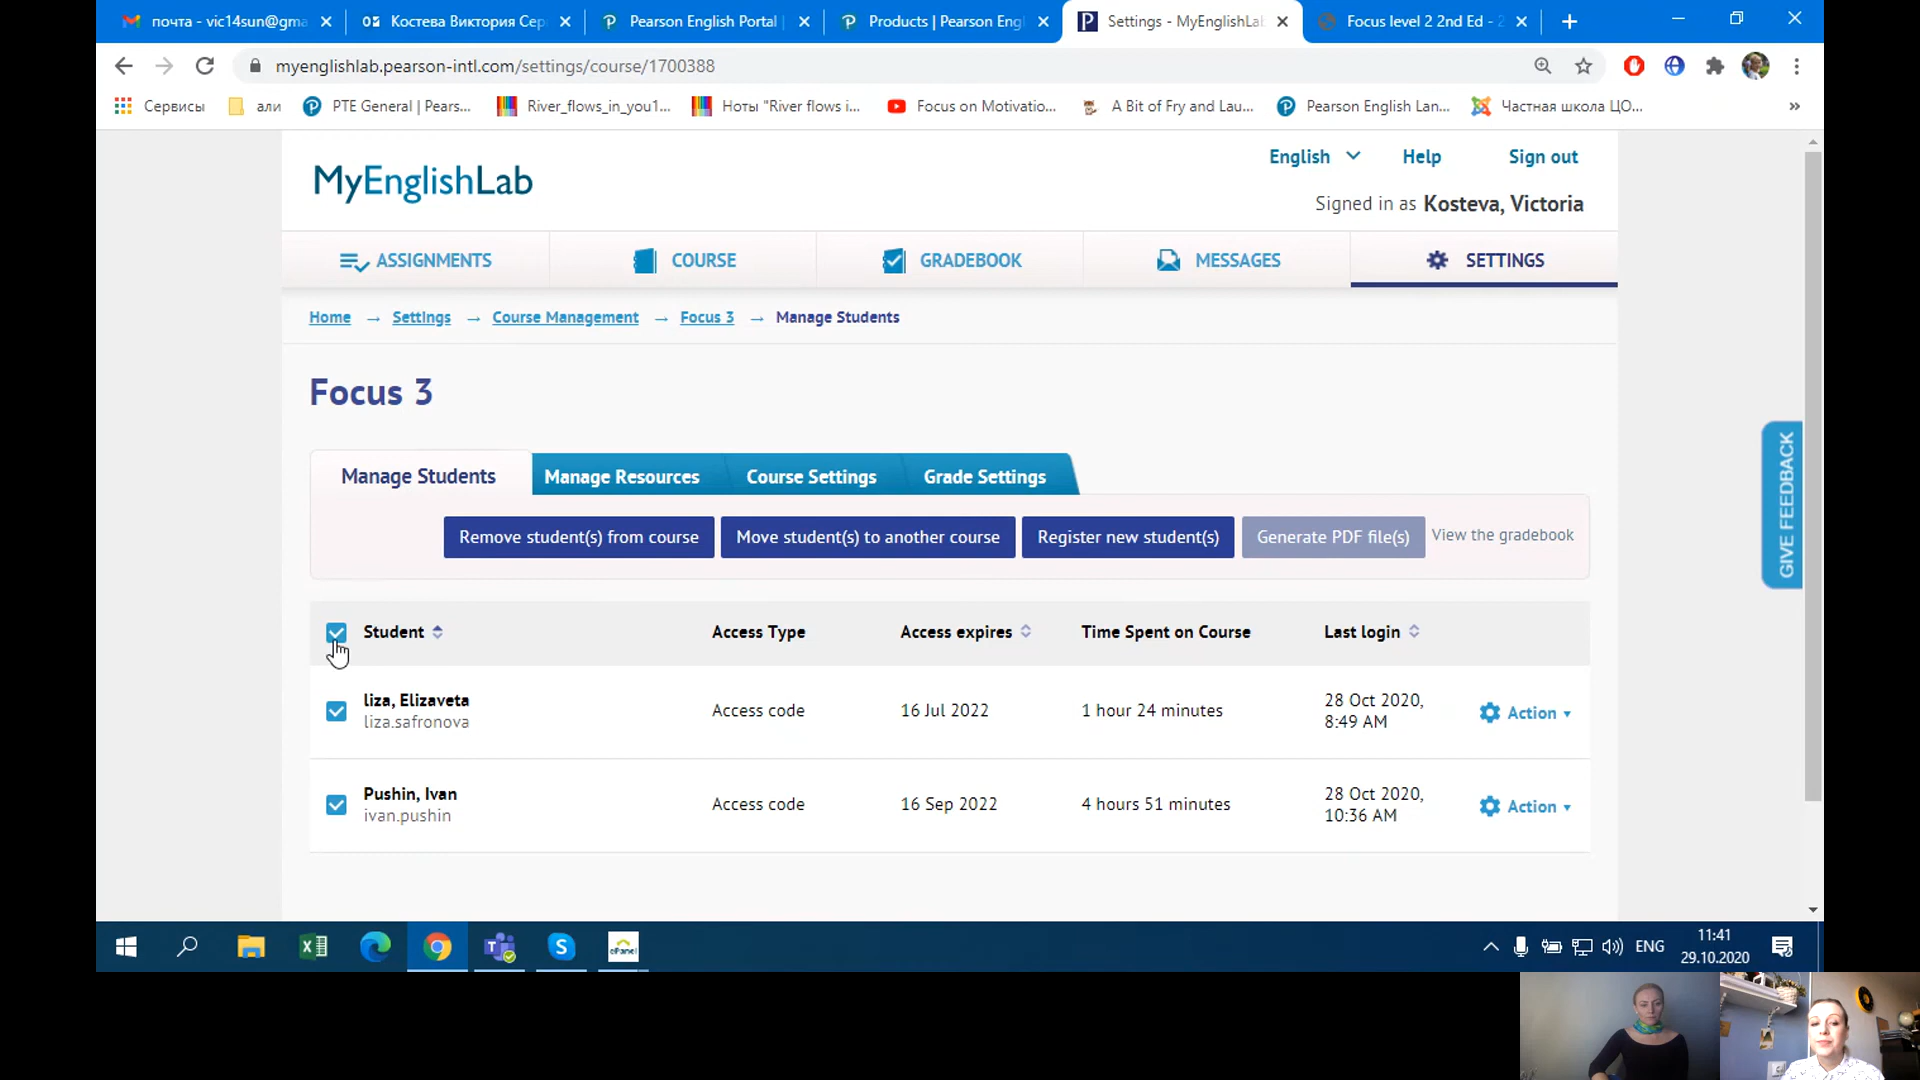 почта - vic14sun@gma
Костева Виктория Сер
Pearson English Portal
Products | Pearson Eng
Settings - MyEnglishLab
Focus level 2 2nd Ed - 2
myenglishlab.pearson-intl.com/settings/course/1700388
Сервисы
али
PTE General | Pears...
River_flows_in_you1...
Ноты "River flows i...
Focus on Motivatio...
A Bit of Fry and Lau...
Pearson English Lan...
Частная школа ЦО...
»
MyEnglishLab
English
Help
Sign out
Signed in as Kosteva, Victoria
ASSIGNMENTS
COURSE
GRADEBOOK
MESSAGES
SETTINGS
Home → Settings → Course Management → Focus 3 → Manage Students
Focus 3
Manage Students
Manage Resources
Course Settings
Grade Settings
Remove student(s) from course
Move student(s) to another course
Register new student(s)
Generate PDF file(s)
View the gradebook
GIVE FEEDBACK
Student
Access Type
Access expires
Time Spent on Course
Last login
liza, Elizaveta
liza.safronova
Access code
16 Jul 2022
1 hour 24 minutes
28 Oct 2020,
8:49 AM
Action
Pushin, Ivan
ivan.pushin
Access code
16 Sep 2022
4 hours 51 minutes
28 Oct 2020,
10:36 AM
Action
ePanel
ENG
11:41
29.10.2020